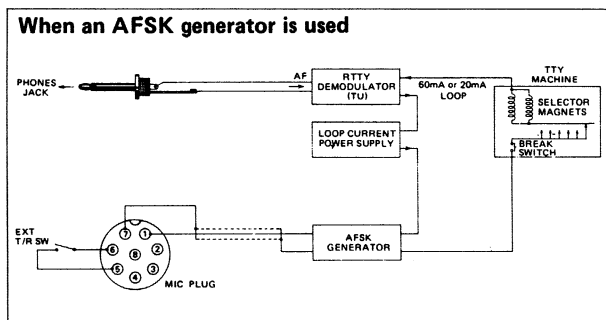 When an AFSK generator is used
PHONES
JACK
AF
RTTY
DEMODULATOR
(TU)
60mA or 20mA
LOOP
TTY
MACHINE
SELECTOR
MAGNETS
BREAK
SWITCH
LOOP CURRENT
POWER SUPPLY
AFSK
GENERATOR
EXT
T/R SW
7
1
6
8
2
5
3
4
MIC PLUG